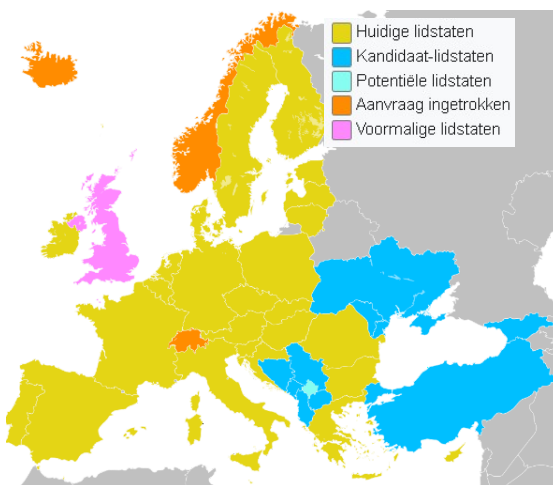 Huidige lidstaten
Kandidaat-lidstaten
Potentiële lidstaten
Aanvraag ingetrokken
Voormalige lidstaten